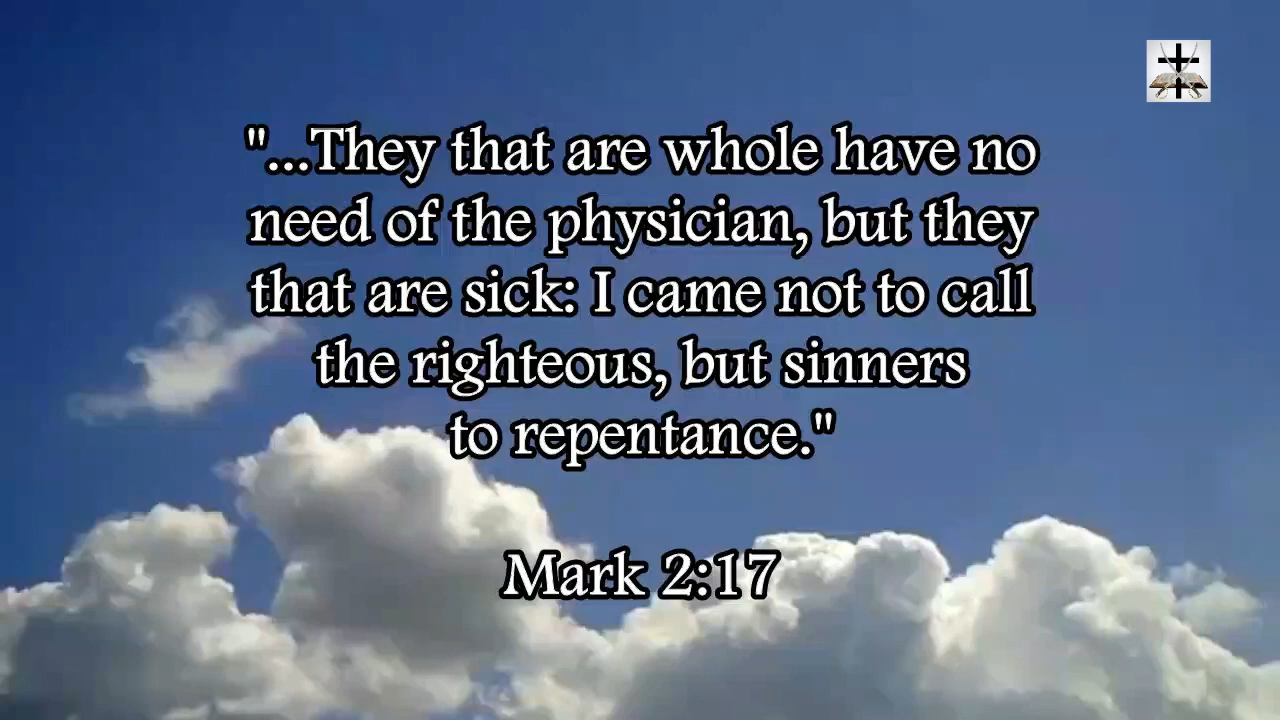 "...They that are whole have no
need of the physician, but they
that are sick: I came not to call
the righteous, but sinners
to repentance."
Mark 2:17